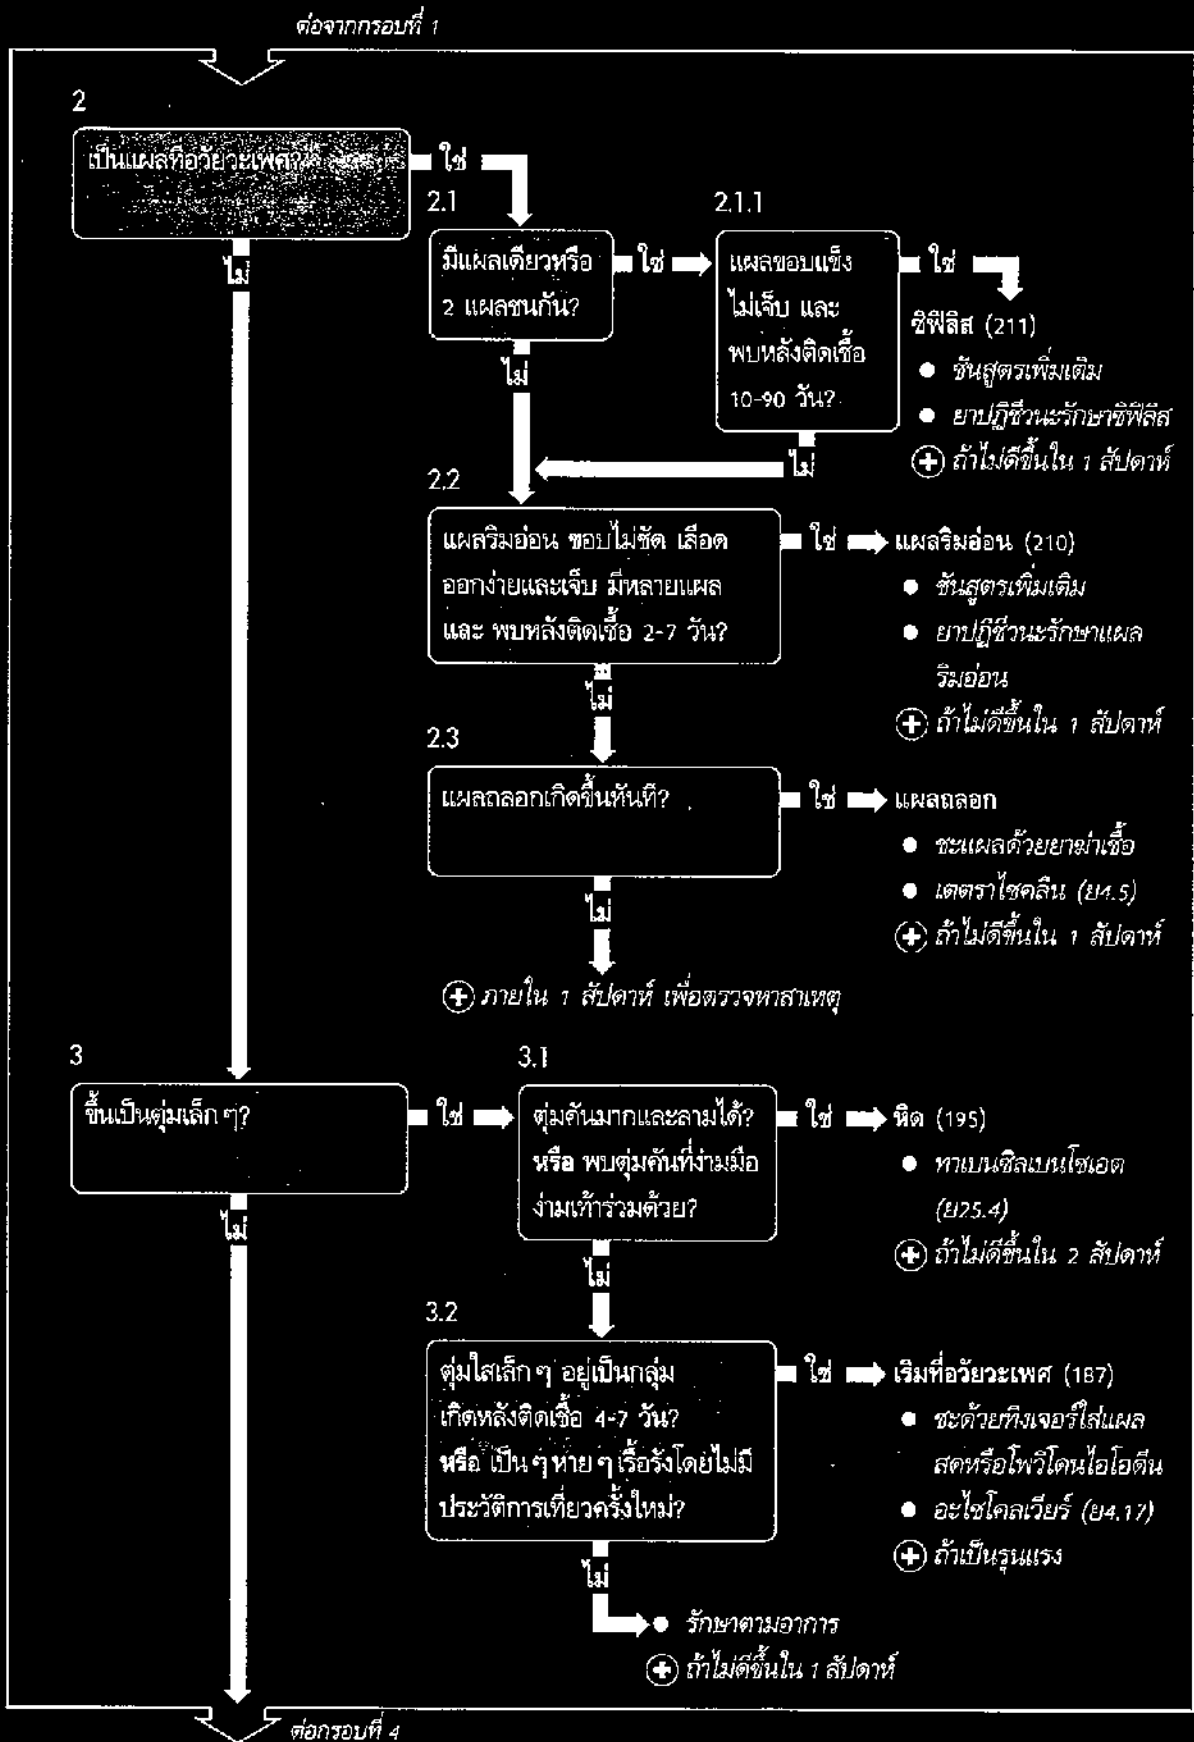 ต่อจากกรอบที่ 1
2
เป็นแผลที่อวัยวะเพศ?
ใช่
ไม่
2.1
มีแผลเดียวหรือ
2 แผลชนกัน?
ใช่
ไม่
2.1.1
แผลขอบแข็ง
ไม่เจ็บ และ
พบหลังติดเชื้อ
10-90 วัน?
ใช่
ไม่
ซิฟิลิส (211)
● ชันสูตรเพิ่มเติม
● ยาปฏิชีวนะรักษาซิฟิลิส
⊕ ถ้าไม่ดีขึ้นใน 1 สัปดาห์
2.2
แผลริมอ่อน ขอบไม่ชัด เลือด
ออกง่ายและเจ็บ มีหลายแผล
และ พบหลังติดเชื้อ 2-7 วัน?
ใช่
ไม่
แผลริมอ่อน (210)
● ชันสูตรเพิ่มเติม
● ยาปฏิชีวนะรักษาแผล
ริมอ่อน
⊕ ถ้าไม่ดีขึ้นใน 1 สัปดาห์
2.3
แผลถลอกเกิดขึ้นทันที?
ใช่
ไม่
แผลถลอก
● ชะแผลด้วยยาฆ่าเชื้อ
● เตตราไซคลีน (ย4.5)
⊕ ถ้าไม่ดีขึ้นใน 1 สัปดาห์
⊕ ภายใน 1 สัปดาห์ เพื่อตรวจหาสาเหตุ
3
ขึ้นเป็นตุ่มเล็ก ๆ?
ใช่
ไม่
3.1
ตุ่มคันมากและลามได้?
หรือ พบตุ่มคันที่ง่ามมือ
ง่ามเท้าร่วมด้วย?
ใช่
ไม่
หิด (195)
● ทาเบนซิลเบนโซเอต
(ย25.4)
⊕ ถ้าไม่ดีขึ้นใน 2 สัปดาห์
3.2
ตุ่มใสเล็ก ๆ อยู่เป็นกลุ่ม
เกิดหลังติดเชื้อ 4-7 วัน?
หรือ เป็น ๆ หาย ๆ เรื้อรังโดยไม่มี
ประวัติการเที่ยวครั้งใหม่?
ใช่
ไม่
เริมที่อวัยวะเพศ (187)
● ชะด้วยทิงเจอร์ใส่แผล
สดหรือโพวิโดนไอโอดีน
● อะไซโคลเวียร์ (ย4.17)
⊕ ถ้าเป็นรุนแรง
● รักษาตามอาการ
⊕ ถ้าไม่ดีขึ้นใน 1 สัปดาห์
ต่อกรอบที่ 4